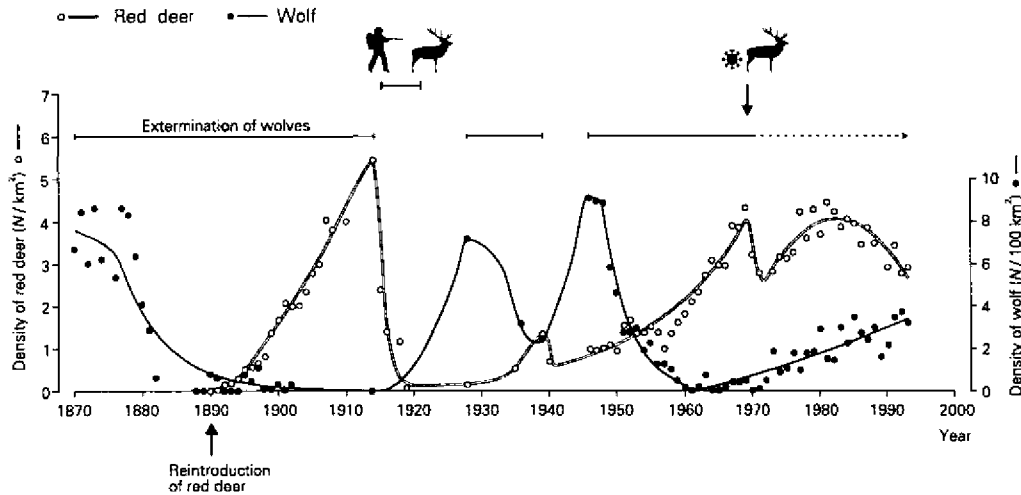 Red deer
Wolf
7
6
5
4
3
2
1
0
Density of red deer (N / km²)
Extermination of wolves
10
8
6
4
2
0
Density of wolf (N / 100 km²)
1870 1880 1890 1900 1910 1920 1930 1940 1950 1960 1970 1980 1990 2000
Year
Reintroduction
of red deer